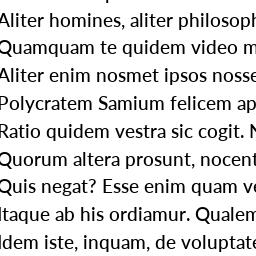 Aliter homines, aliter philosoph
Quamquam te quidem video m
Aliter enim nosmet ipsos nosse
Polycratem Samium felicem ap
Ratio quidem vestra sic cogit. N
Quorum altera prosunt, nocent
Quis negat? Esse enim quam ve
Itaque ab his ordiamur. Qualem
Idem iste, inquam, de voluptate